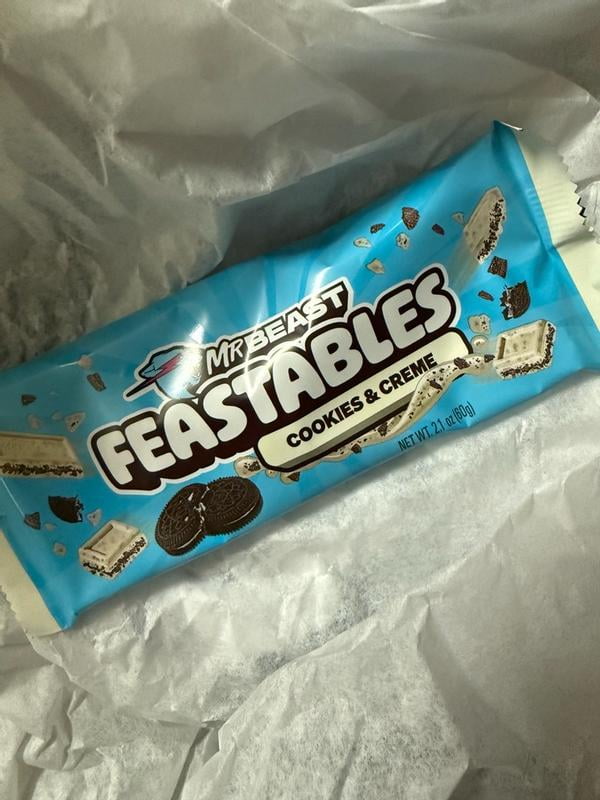 MR BEAST
FEASTABLES
COOKIES & CREME
NET WT. 2.1 oz (60g)